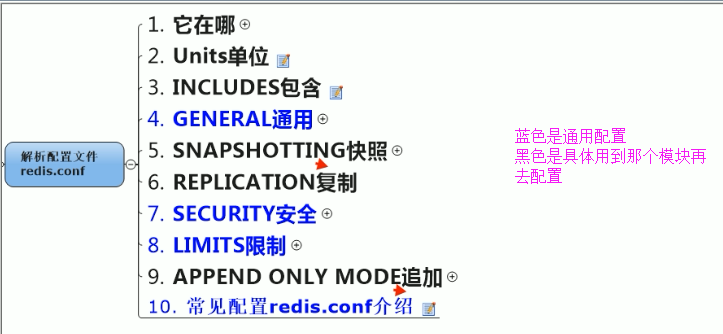 解析配置文件
redis.conf
1. 它在哪
2. Units单位
3. INCLUDES包含
4. GENERAL通用
5. SNAPSHOTTING快照
6. REPLICATION复制
7. SECURITY安全
8. LIMITS限制
9. APPEND ONLY MODE追加
10. 常见配置redis.conf介绍
蓝色是通用配置
黑色是具体用到那个模块再
去配置